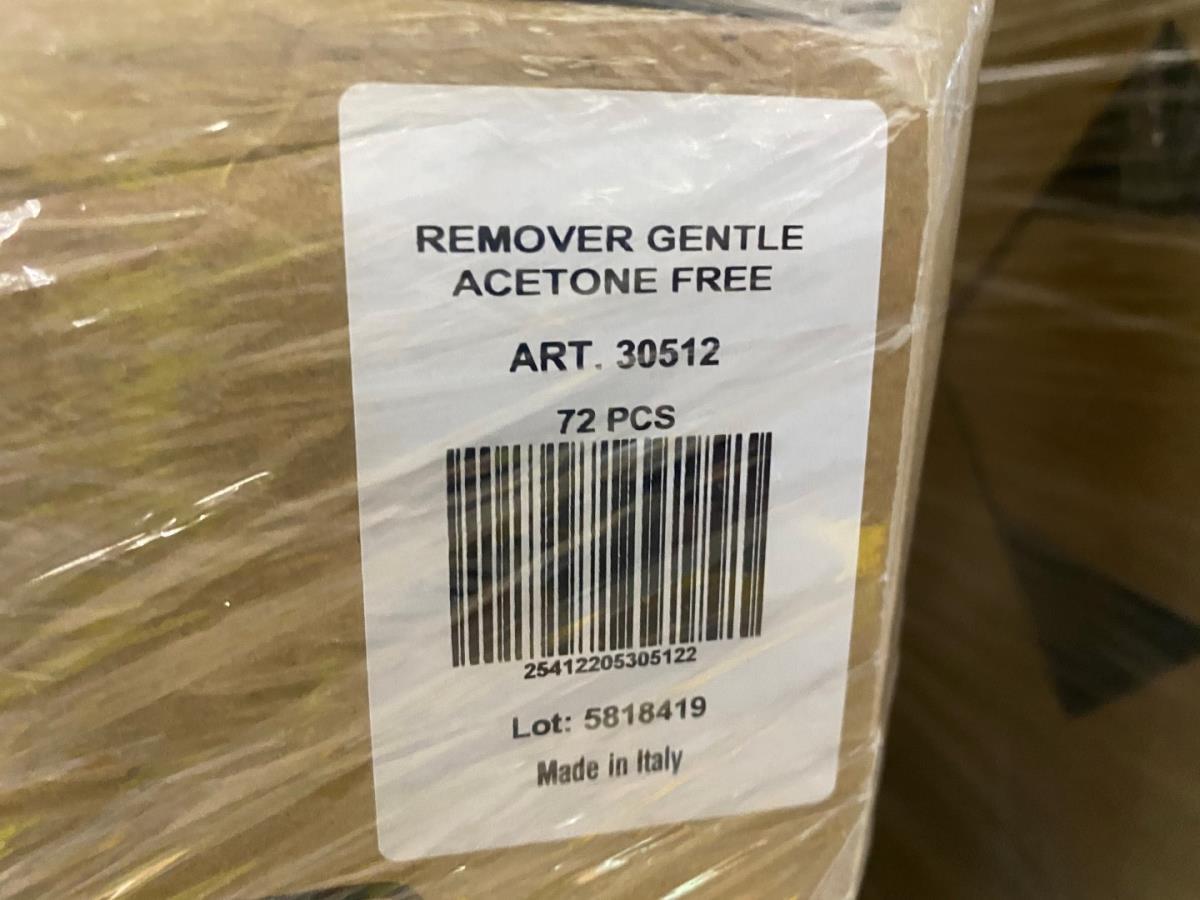 REMOVER GENTLE
ACETONE FREE
ART. 30512
72 PCS
25412205305122
Lot: 5818419
Made in Italy